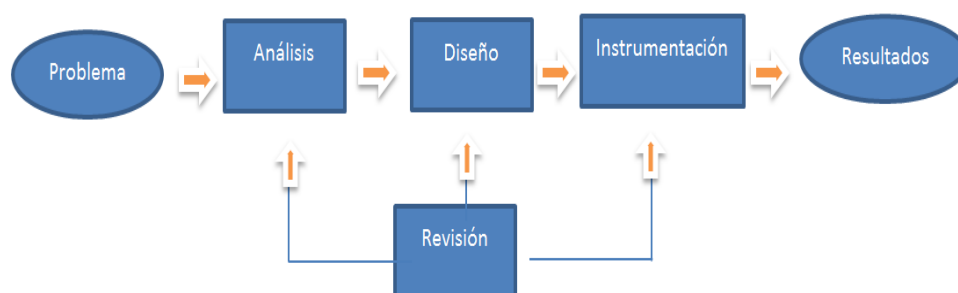 Problema
Análisis
Diseño
Instrumentación
Resultados
Revisión